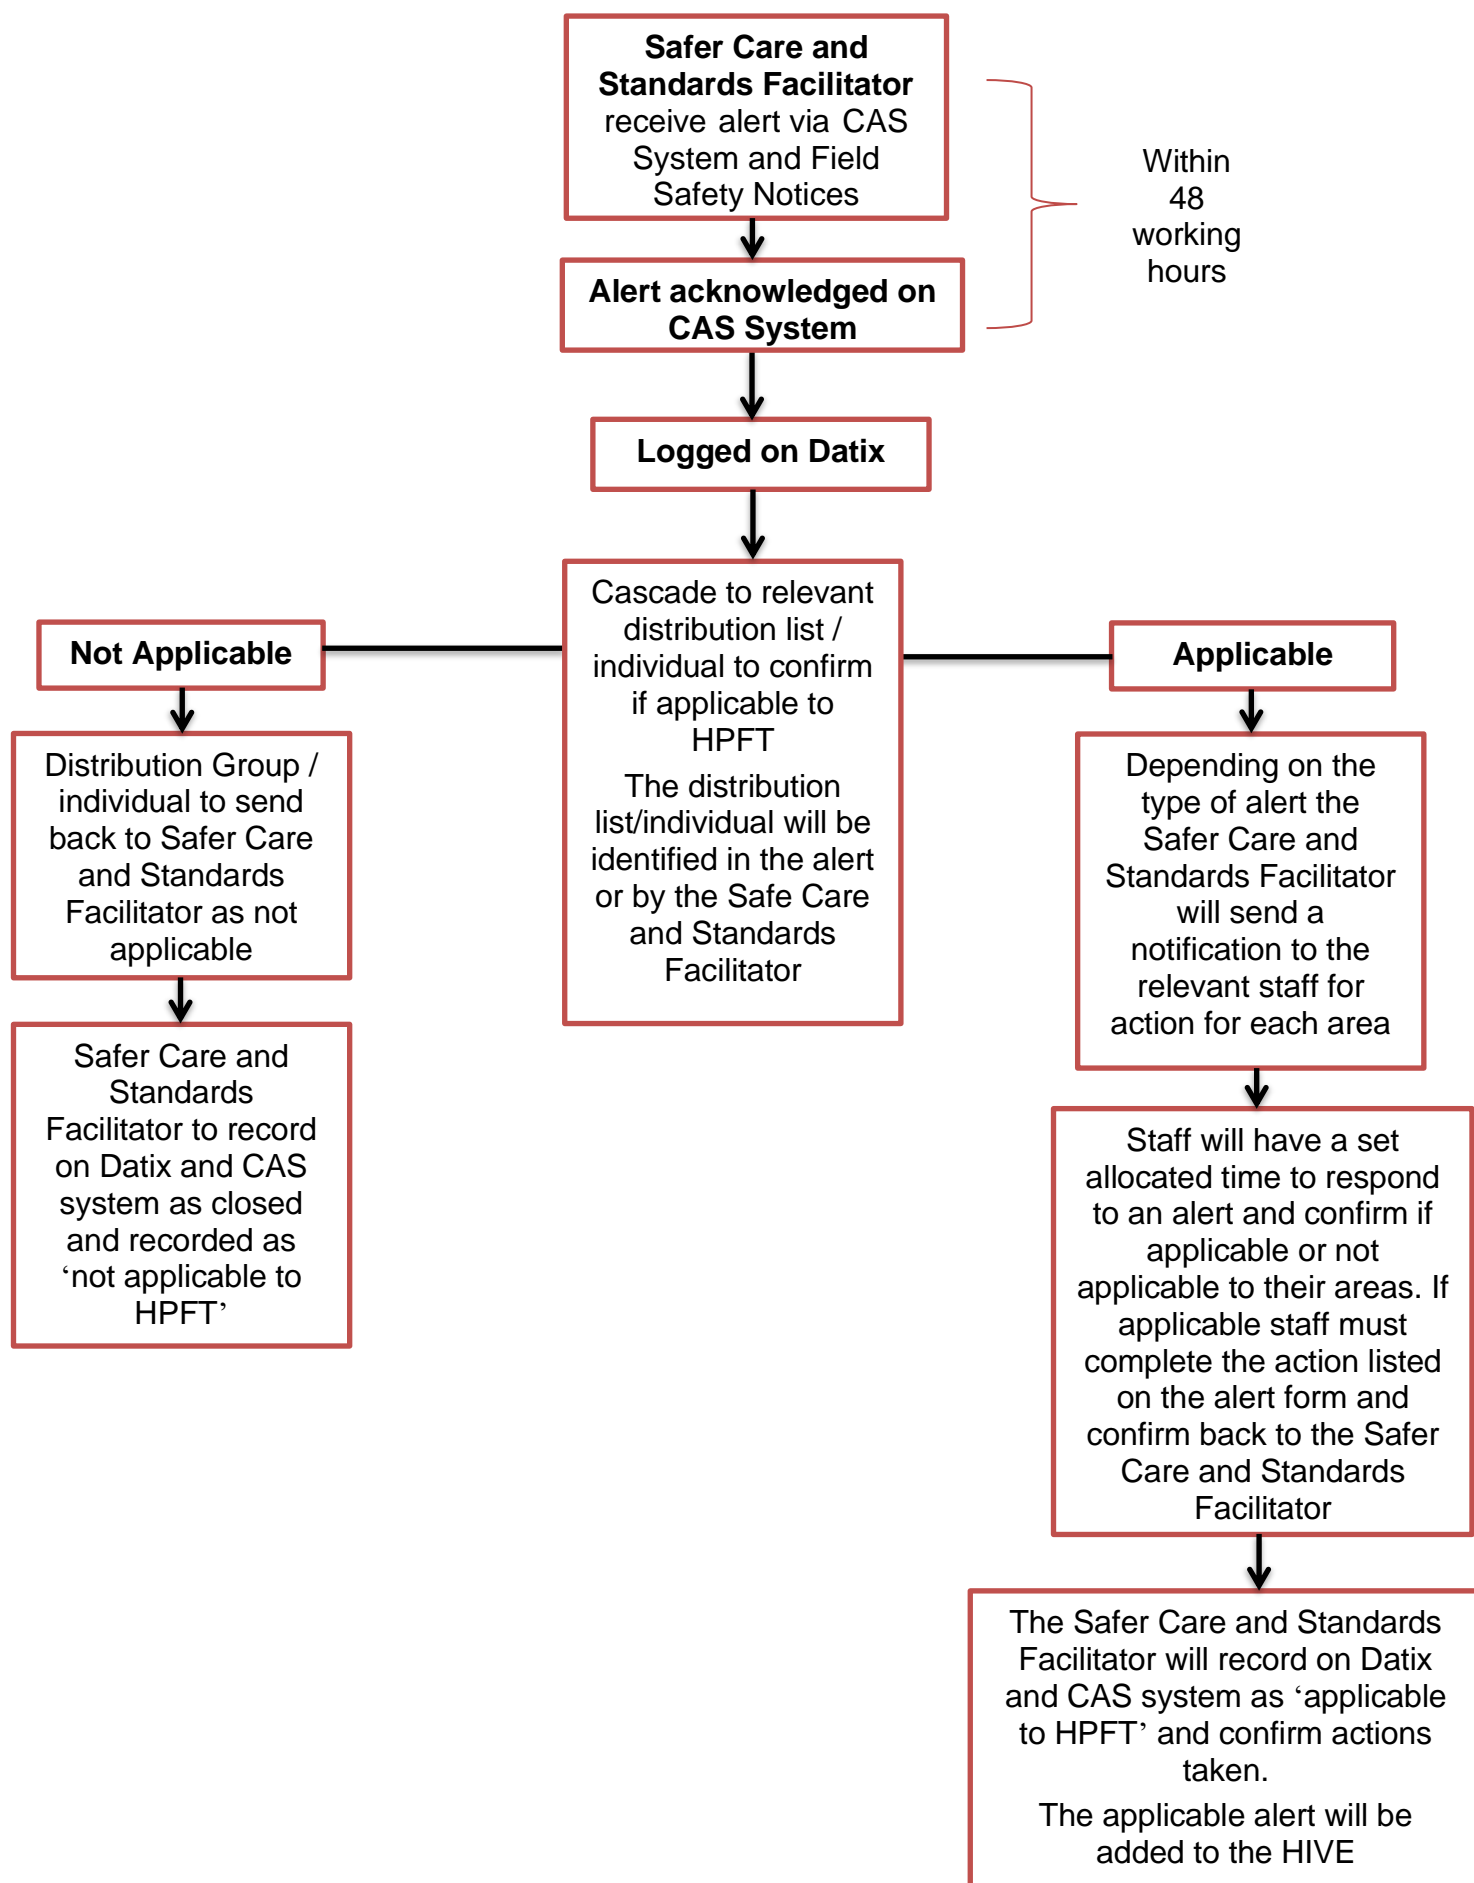 Safer Care and
Standards Facilitator
receive alert via CAS
System and Field
Safety Notices
Within
48
working
hours
Alert acknowledged on
CAS System
Logged on Datix
Cascade to relevant
distribution list /
individual to confirm
if applicable to
HPFT
The distribution
list/individual will be
identified in the alert
or by the Safe Care
and Standards
Facilitator
Not Applicable
Distribution Group /
individual to send
back to Safer Care
and Standards
Facilitator as not
applicable
Safer Care and
Standards
Facilitator to record
on Datix and CAS
system as closed
and recorded as
‘not applicable to
HPFT’
Applicable
Depending on the
type of alert the
Safer Care and
Standards Facilitator
will send a
notification to the
relevant staff for
action for each area
Staff will have a set
allocated time to respond
to an alert and confirm if
applicable or not
applicable to their areas. If
applicable staff must
complete the action listed
on the alert form and
confirm back to the Safer
Care and Standards
Facilitator
The Safer Care and Standards
Facilitator will record on Datix
and CAS system as ‘applicable
to HPFT’ and confirm actions
taken.
The applicable alert will be
added to the HIVE